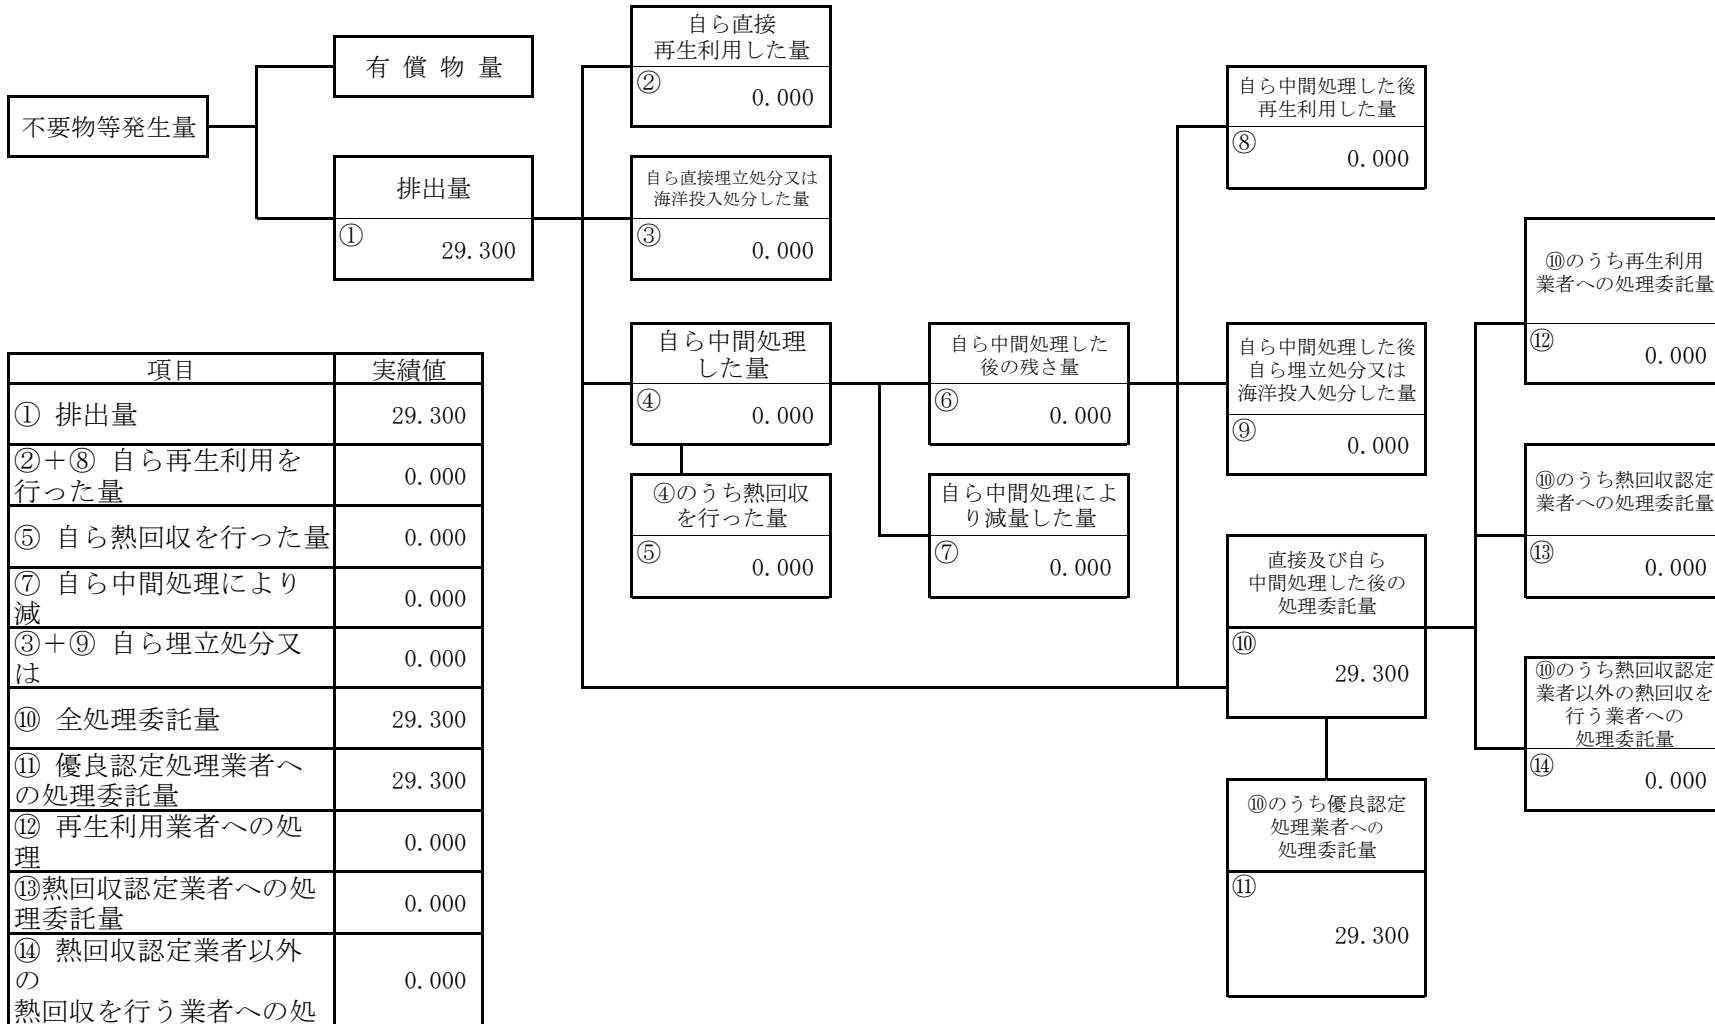 不要物等発生量
有 償 物 量
排出量
①
29.300
自ら直接
再生利用した量
②
0.000
自ら直接埋立処分又は
海洋投入処分した量
③
0.000
自ら中間処理
した量
④
0.000
④のうち熱回収
を行った量
⑤
0.000
自ら中間処理した
後の残さ量
⑥
0.000
自ら中間処理によ
り減量した量
⑦
0.000
自ら中間処理した後
再生利用した量
⑧
0.000
自ら中間処理した後
自ら埋立処分又は
海洋投入処分した量
⑨
0.000
直接及び自ら
中間処理した後の
処理委託量
⑩
29.300
⑩のうち優良認定
処理業者への
処理委託量
⑪
29.300
⑩のうち再生利用
業者への処理委託量
⑫
0.000
⑩のうち熱回収認定
業者への処理委託量
⑬
0.000
⑩のうち熱回収認定
業者以外の熱回収を
行う業者への
処理委託量
⑭
0.000
項目 実績値
① 排出量 29.300
②＋⑧ 自ら再生利用を
行った量 0.000
⑤ 自ら熱回収を行った量 0.000
⑦ 自ら中間処理により
減 0.000
③＋⑨ 自ら埋立処分又
は 0.000
⑩ 全処理委託量 29.300
⑪ 優良認定処理業者へ
の処理委託量 29.300
⑫ 再生利用業者への処
理 0.000
⑬熱回収認定業者への処
理委託量 0.000
⑭ 熱回収認定業者以外
の 0.000
熱回収を行う業者への処